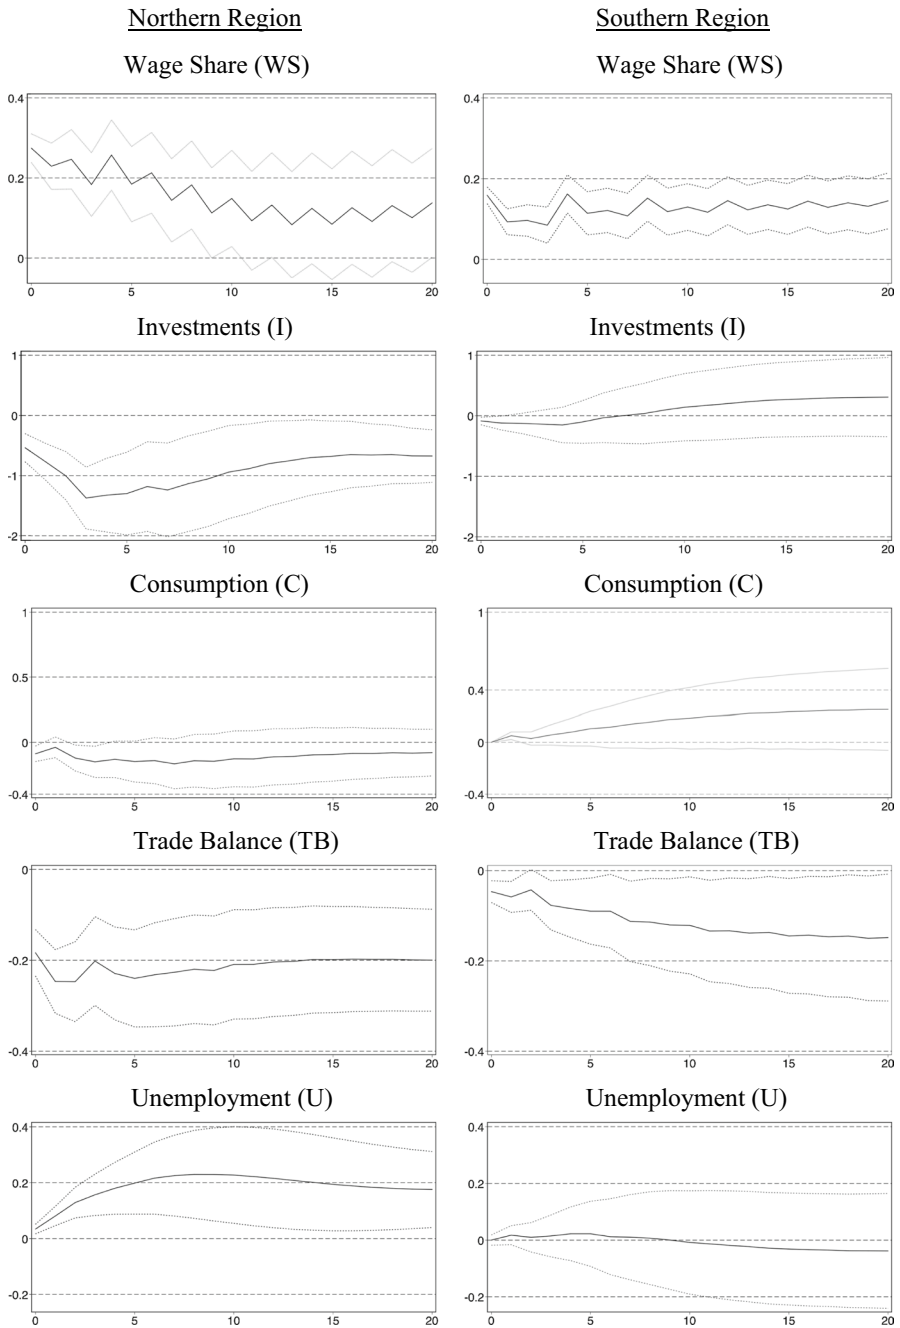 Northern Region
Southern Region
Wage Share (WS)
Wage Share (WS)
0.4
0.2
0
0 5 10 15 20
0.4
0.2
0
0 5 10 15 20
Investments (I)
Investments (I)
1
0
-1
-2
0 5 10 15 20
1
0
-1
-2
0 5 10 15 20
Consumption (C)
Consumption (C)
1
0.5
0
-0.4
0 5 10 15 20
1
0.4
0
-0.4
0 5 10 15 20
Trade Balance (TB)
Trade Balance (TB)
0
-0.2
-0.4
0 5 10 15 20
0
-0.2
-0.4
0 5 10 15 20
Unemployment (U)
Unemployment (U)
0.4
0.2
0
-0.2
0 5 10 15 20
0.4
0.2
0
-0.2
0 5 10 15 20